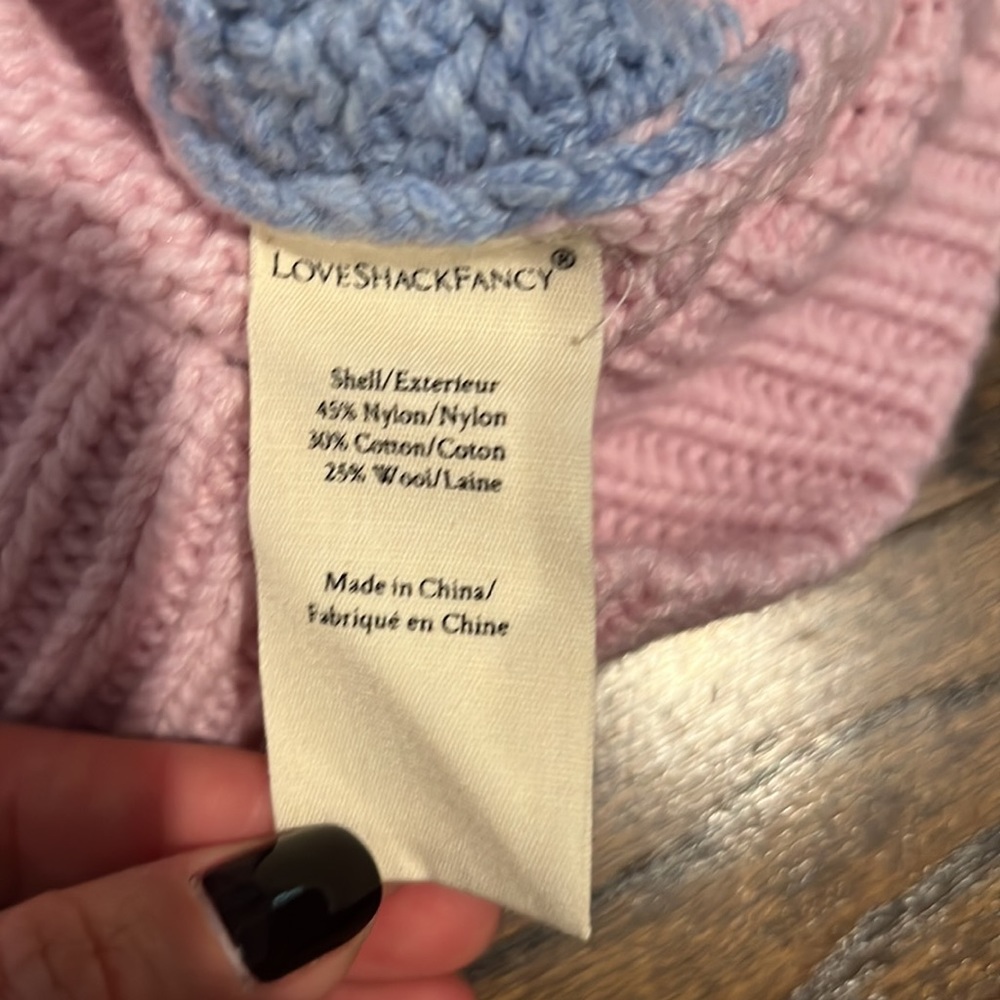 LOVESHACKFANCY®
Shell/Exterieur
45% Nylon/Nylon
30% Cotton/Coton
25% Wool/Laine
Made in China/
Fabriqué en Chine